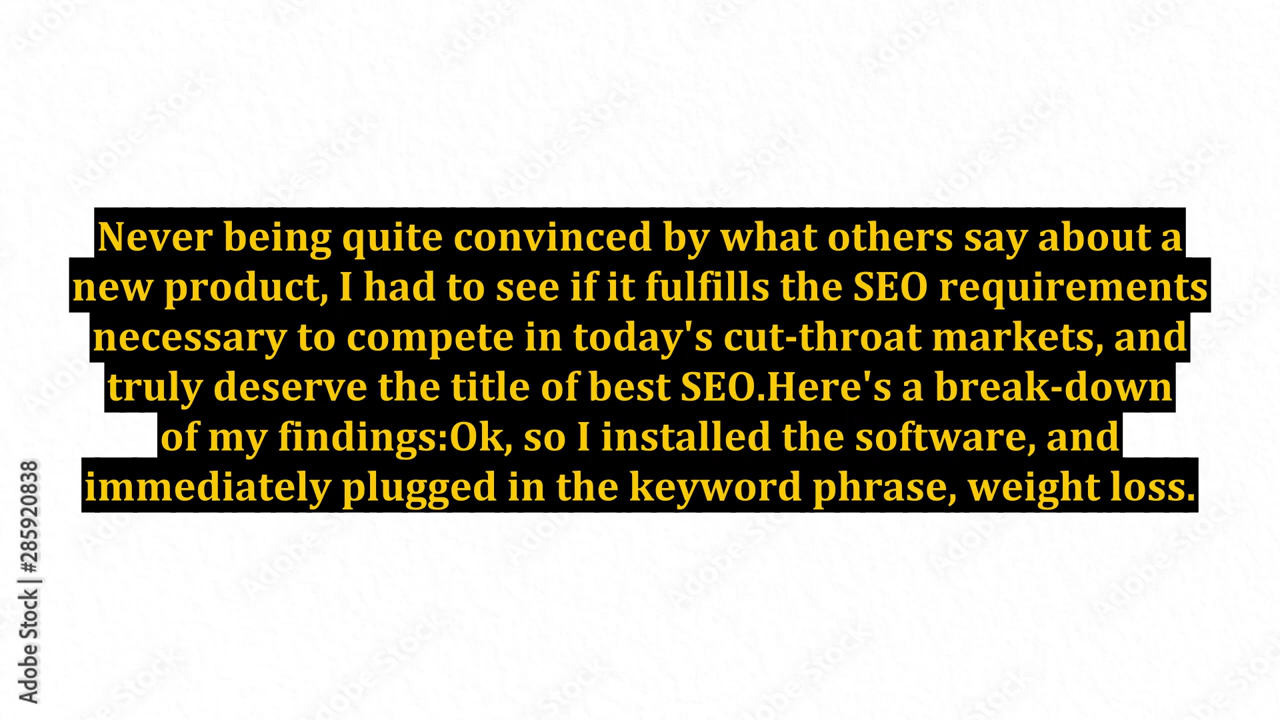 Never being quite convinced by what others say about a
new product, I had to see if it fulfills the SEO requirements
necessary to compete in today's cut-throat markets, and
truly deserve the title of best SEO.Here's a break-down
of my findings:Ok, so I installed the software, and
immediately plugged in the keyword phrase, weight loss.
Adobe Stock | #285920838